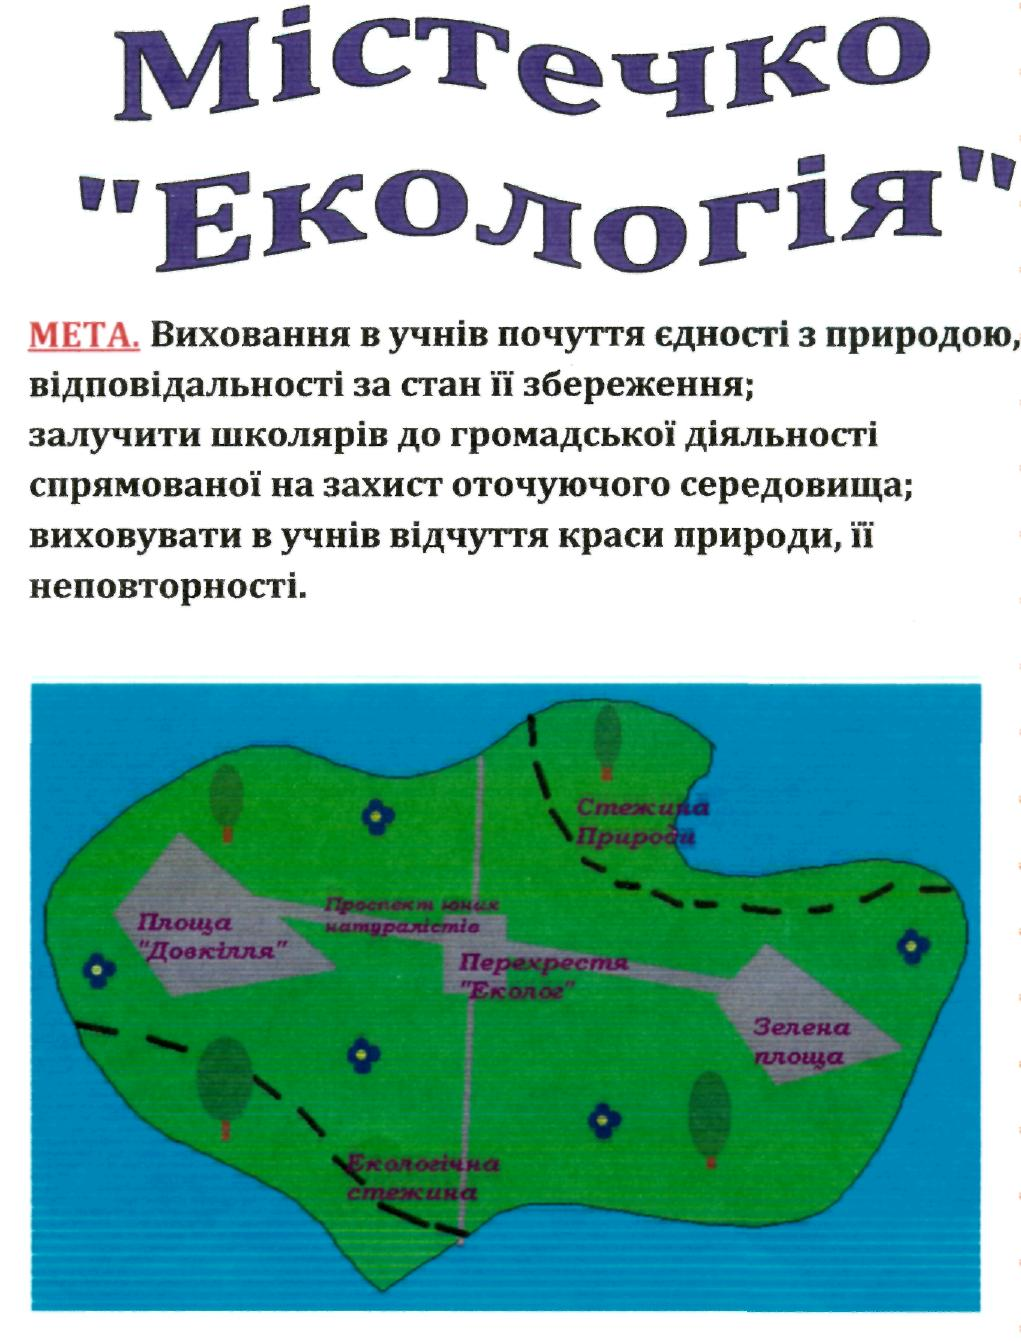 Містечко
"Екологія"
МЕТА. Виховання в учнів почуття єдності з природою,
відповідальності за стан її збереження;
залучити школярів до громадської діяльності
спрямованої на захист оточуючого середовища;
виховувати в учнів відчуття краси природи, її
неповторності.
Стежина
Природи
Проспект юних
натуралістів
Площа
"Довкілля"
Перехрестя
"Еколог"
Зелена
площа
Екологічна
стежина